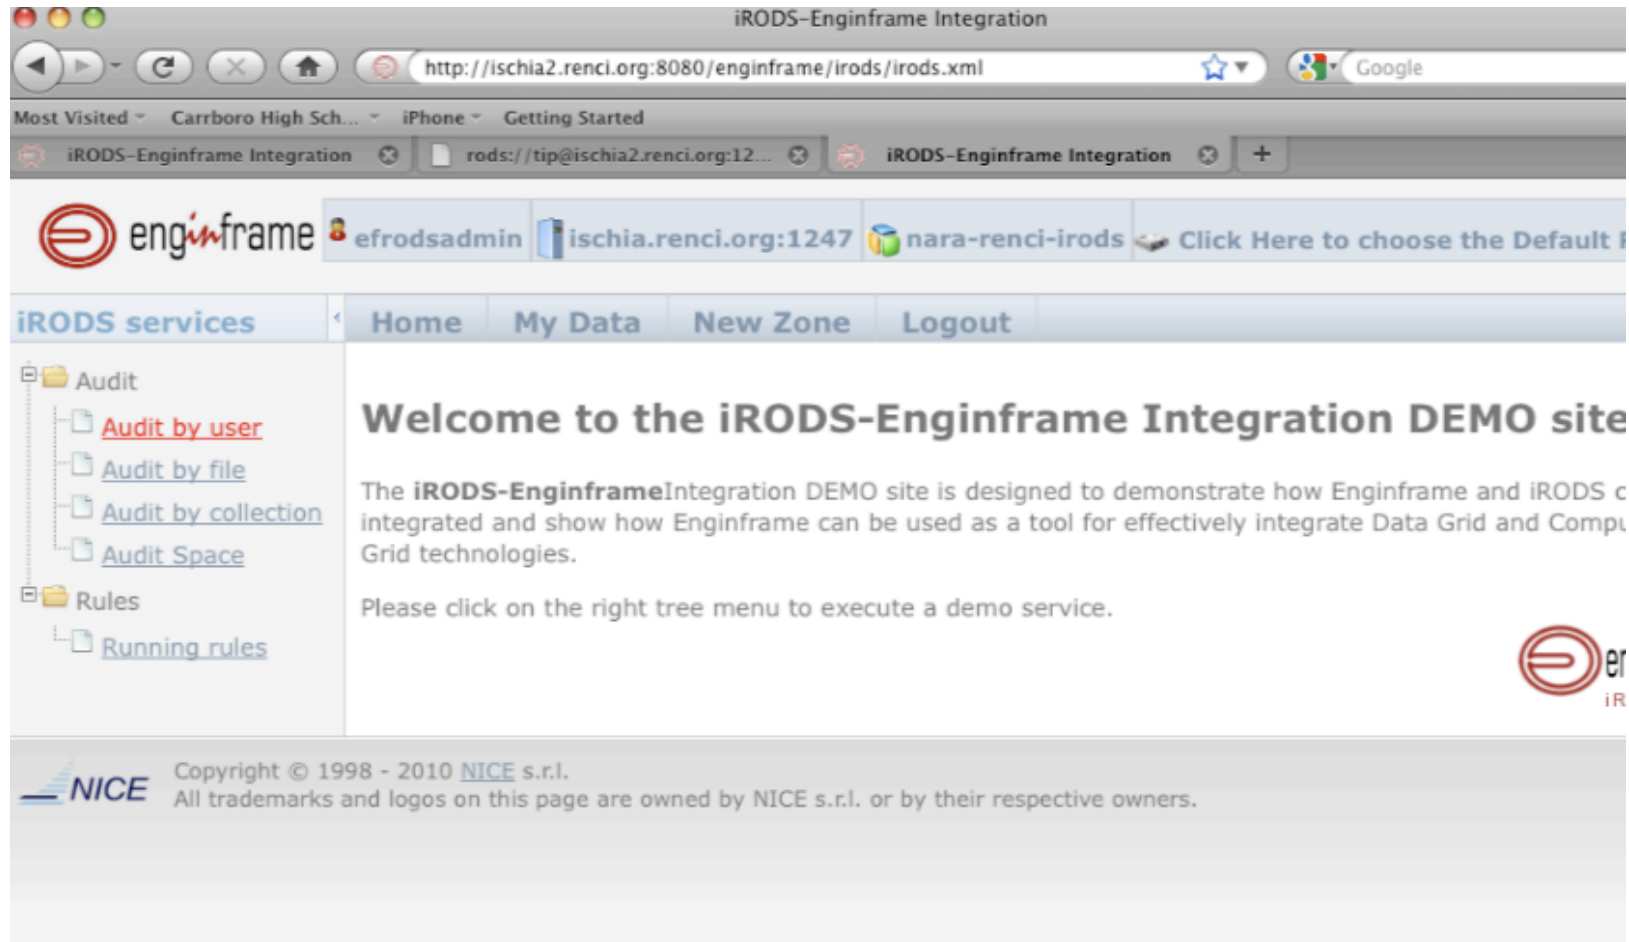 iRODS-Enginframe Integration
http://ischia2.renci.org:8080/enginframe/irods/irods.xml
Google
Most Visited Carrboro High Sch... iPhone Getting Started
iRODS-Enginframe Integration rods://tip@ischia2.renci.org:12... iRODS-Enginframe Integration +
enginframe efrodsadmin ischia.renci.org:1247 nara-renci-irods Click Here to choose the Default
iRODS services Home My Data New Zone Logout
Audit
Audit by user
Audit by file
Audit by collection
Audit Space
Rules
Running rules
Welcome to the iRODS-Enginframe Integration DEMO site
The iRODS-EnginframeIntegration DEMO site is designed to demonstrate how Enginframe and iRODS c
integrated and show how Enginframe can be used as a tool for effectively integrate Data Grid and Compu
Grid technologies.
Please click on the right tree menu to execute a demo service.
en
iR
NICE
Copyright © 1998 - 2010 NICE s.r.l.
All trademarks and logos on this page are owned by NICE s.r.l. or by their respective owners.